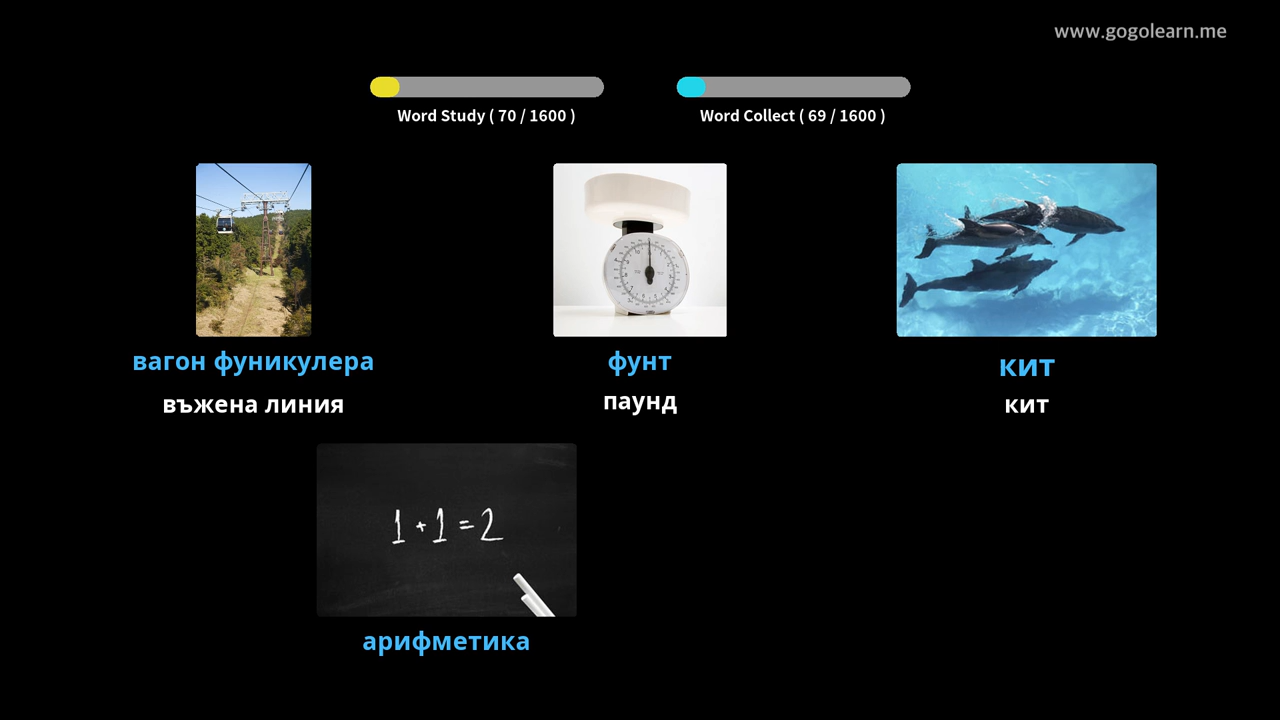 www.gogolearn.me
Word Study ( 70 / 1600 )
Word Collect ( 69 / 1600 )
вагон фуникулера
въжена линия
фунт
паунд
кит
кит
1 + 1 = 2
арифметика